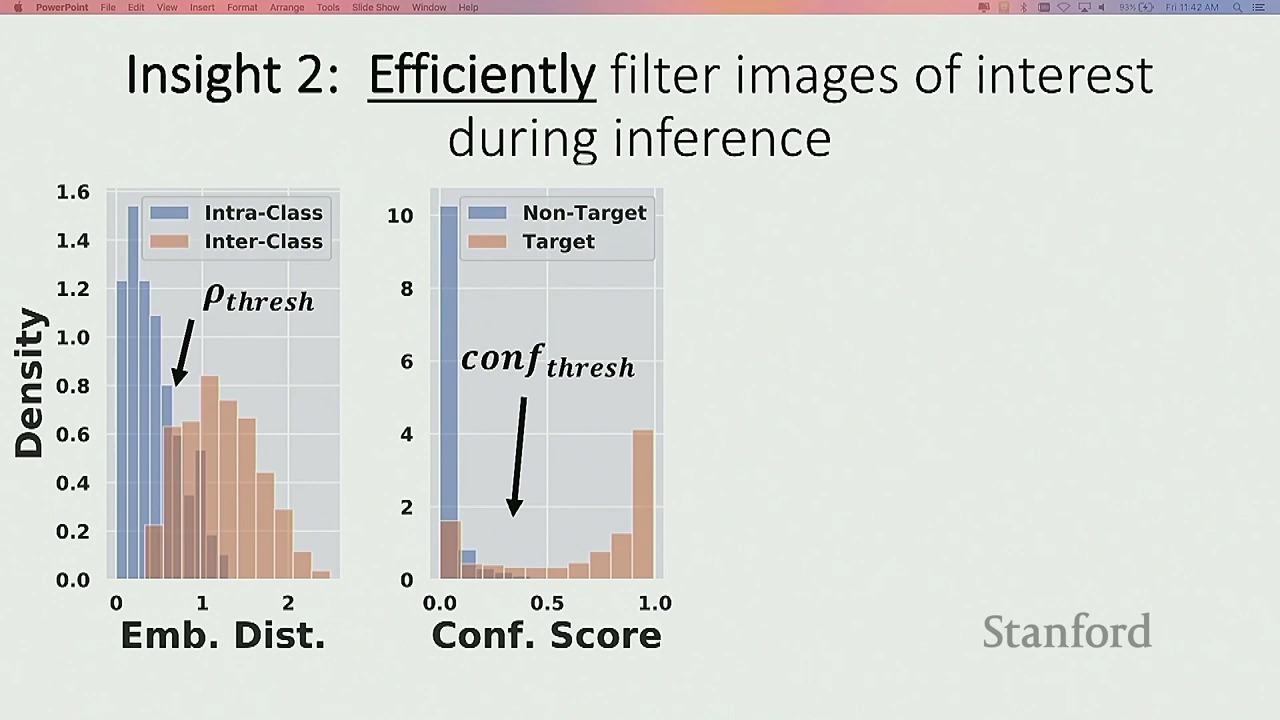 PowerPoint File Edit View Insert Format Arrange Tools Slide Show Window Help 93% Fri 11:42 AM
Insight 2: Efficiently filter images of interest
during inference
Density
1.6
1.4
1.2
1.0
0.8
0.6
0.4
0.2
0.0
Intra-Class
Inter-Class
ρthresh
0 1 2
Emb. Dist.
10
8
6
4
2
0
Non-Target
Target
conf thresh
0.0 0.5 1.0
Conf. Score
Stanford